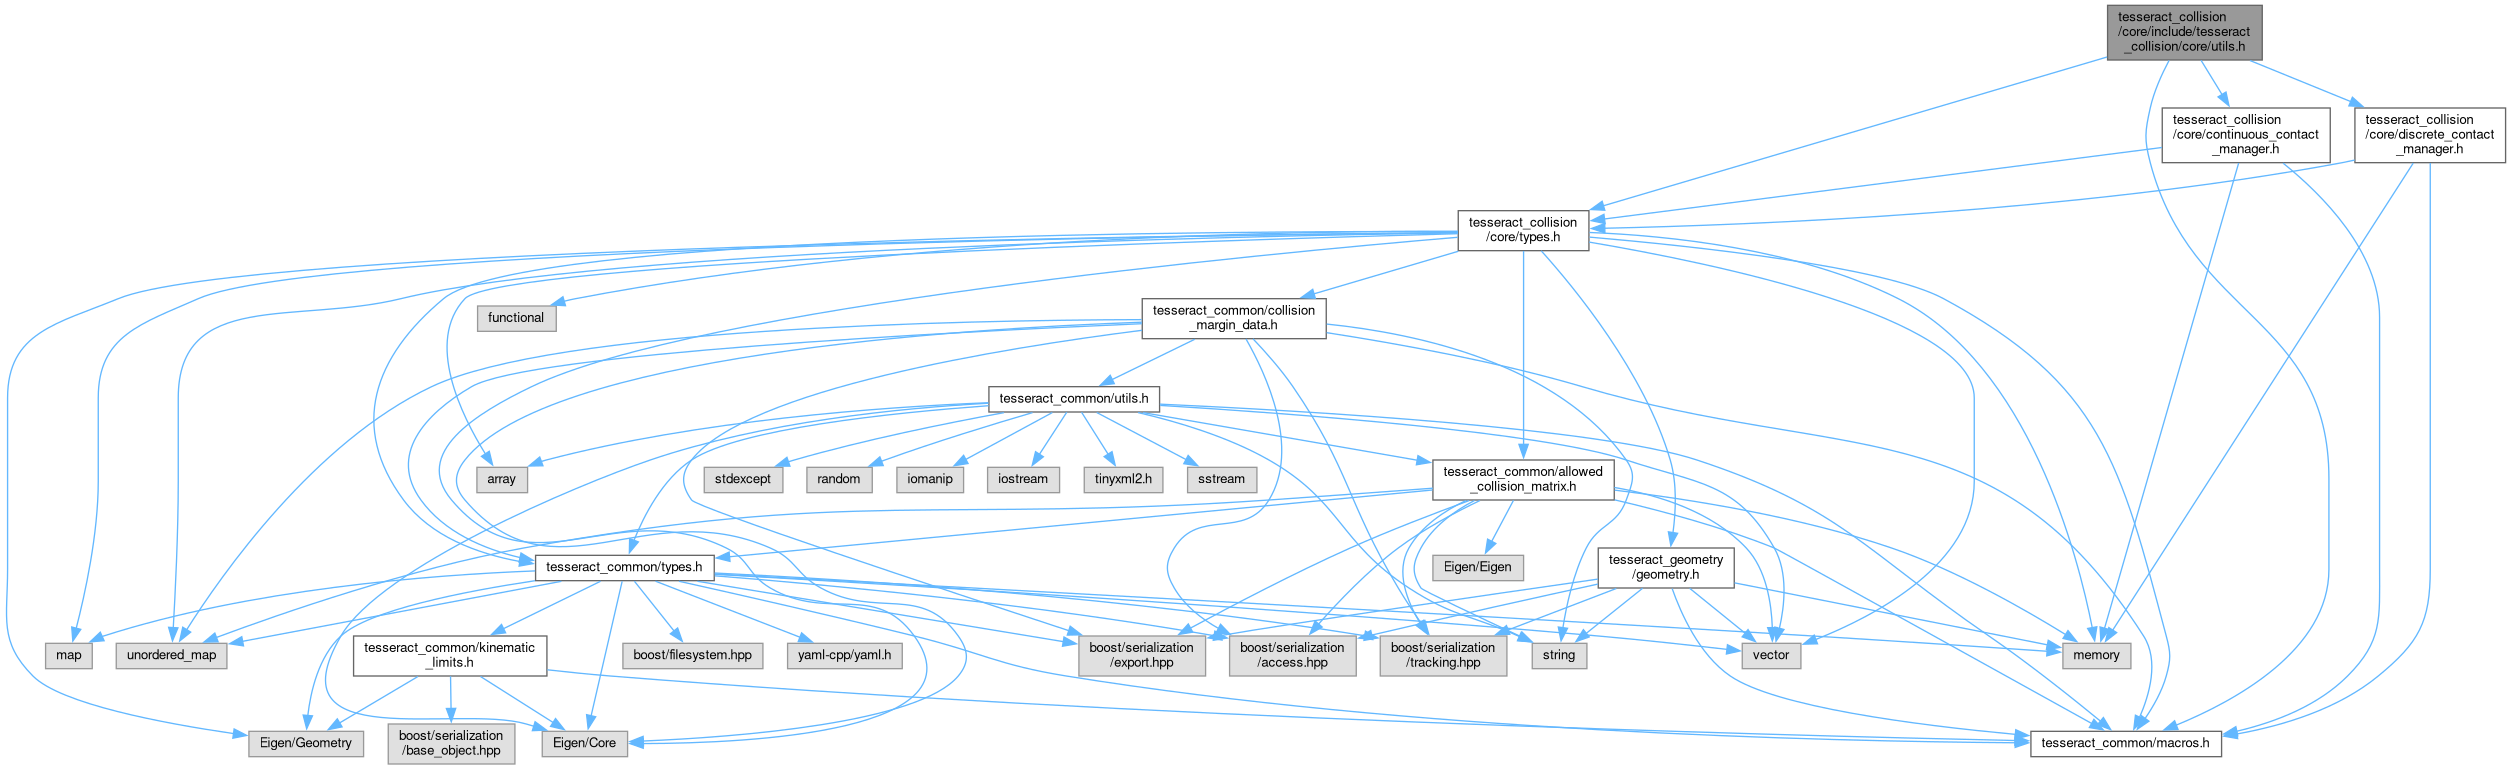 tesseract_collision
/core/include/tesseract
_collision/core/utils.h
tesseract_collision
/core/continuous_contact
_manager.h
tesseract_collision
/core/discrete_contact
_manager.h
tesseract_collision
/core/types.h
functional
tesseract_common/collision
_margin_data.h
tesseract_common/utils.h
array
stdexcept
random
iomanip
iostream
tinyxml2.h
sstream
tesseract_common/allowed
_collision_matrix.h
tesseract_common/types.h
Eigen/Eigen
tesseract_geometry
/geometry.h
map
unordered_map
tesseract_common/kinematic
_limits.h
boost/filesystem.hpp
yaml-cpp/yaml.h
boost/serialization
/export.hpp
boost/serialization
/access.hpp
boost/serialization
/tracking.hpp
string
vector
memory
Eigen/Geometry
boost/serialization
/base_object.hpp
Eigen/Core
tesseract_common/macros.h